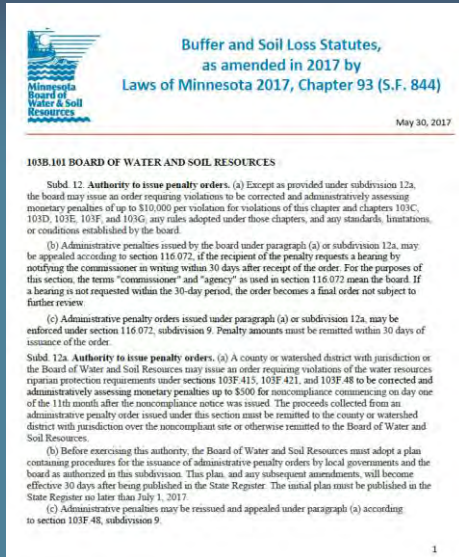 Minnesota
Board of
Water & Soil
Resources
Buffer and Soil Loss Statutes,
as amended in 2017 by
Laws of Minnesota 2017, Chapter 93 (S.F. 844)
May 30, 2017
103B.101 BOARD OF WATER AND SOIL RESOURCES
Subd. 12. Authority to issue penalty orders. (a) Except as provided under subdivision 12a,
the board may issue an order requiring violations to be corrected and administratively assessing
monetary penalties of up to $10,000 per violation for violations of this chapter and chapters 103C,
103D, 103E, 103F, and 103G, any rules adopted under those chapters, and any standards, limitations,
or conditions established by the board.
(b) Administrative penalties issued by the board under paragraph (a) or subdivision 12a, may
be appealed according to section 116.072, if the recipient of the penalty requests a hearing by
notifying the commissioner in writing within 30 days after receipt of the order. For the purposes of
this section, the terms "commissioner" and "agency" as used in section 116.072 mean the board. If
a hearing is not requested within the 30-day period, the order becomes a final order not subject to
further review.
(c) Administrative penalty orders issued under paragraph (a) or subdivision 12a, may be
enforced under section 116.072, subdivision 9. Penalty amounts must be remitted within 30 days of
issuance of the order.
Subd. 12a. Authority to issue penalty orders. (a) A county or watershed district with jurisdiction or
the Board of Water and Soil Resources may issue an order requiring violations of the water resources
riparian protection requirements under sections 103F.415, 103F.421, and 103F.48 to be corrected and
administratively assessing monetary penalties up to $500 for noncompliance commencing on day one
of the 11th month after the noncompliance notice was issued. The proceeds collected from an
administrative penalty order issued under this section must be remitted to the county or watershed
district with jurisdiction over the noncompliant site or otherwise remitted to the Board of Water and
Soil Resources.
(b) Before exercising this authority, the Board of Water and Soil Resources must adopt a plan
containing procedures for the issuance of administrative penalty orders by local governments and the
board as authorized in this subdivision. This plan, and any subsequent amendments, will become
effective 30 days after being published in the State Register. The initial plan must be published in the
State Register no later than July 1, 2017.
(c) Administrative penalties may be reissued and appealed under paragraph (a) according
to section 103F.48, subdivision 9.
1